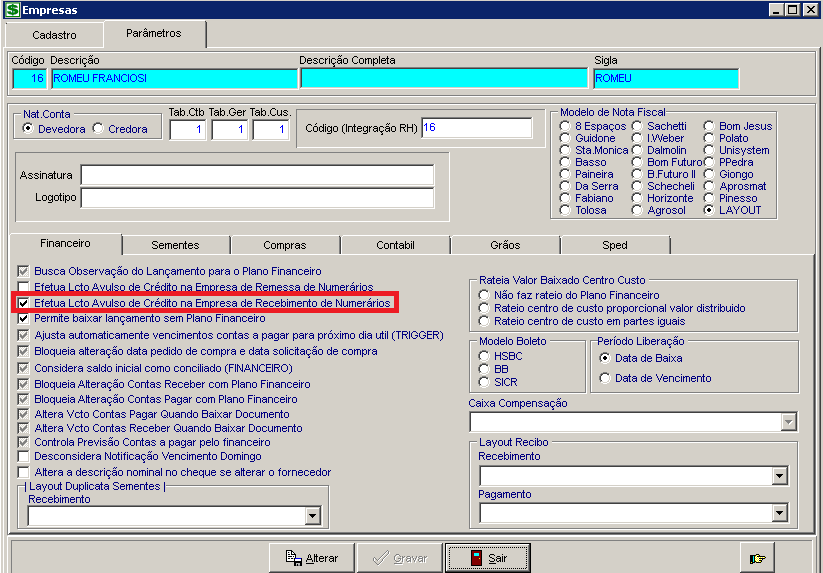 Empresas
Cadastro Parâmetros
Código Descrição Descrição Completa Sigla
16 ROMEU FRANCIOSI ROMEU
Nat.Conta
Devedora Credora
Tab.Ctb Tab.Ger Tab.Cus.
1 1 1
Código (Integração RH) 16
Modelo de Nota Fiscal
8 Espaços Sachetti Bom Jesus
Guidone I.Weber Polato
Sta.Monica Dalmolin Unisystem
Basso Bom Futuro PPedra
Paineira B.Futuro II Giongo
Da Serra Schecheli Aprosmat
Fabiano Horizonte Pinesso
Tolosa Agrosol LAYOUT
Assinatura
Logotipo
Financeiro Sementes Compras Contabil Grãos Sped
Busca Observação do Lançamento para o Plano Financeiro
Efetua Lcto Avulso de Crédito na Empresa de Remessa de Numerários
Efetua Lcto Avulso de Crédito na Empresa de Recebimento de Numerários
Permite baixar lançamento sem Plano Financeiro
Ajusta automaticamente vencimentos contas a pagar para próximo dia util (TRIGGER)
Bloqueia alteração data pedido de compra e data solicitação de compra
Considera saldo inicial como conciliado (FINANCEIRO)
Bloqueia Alteração Contas Receber com Plano Financeiro
Bloqueia Alteração Contas Pagar com Plano Financeiro
Altera Vcto Contas Pagar Quando Baixar Documento
Altera Vcto Contas Receber Quando Baixar Documento
Controla Previsão Contas a pagar pelo financeiro
Desconsidera Notificação Vencimento Domingo
Altera a descrição nominal no cheque se alterar o fornecedor
| Layout Duplicata Sementes |
Recebimento
Rateia Valor Baixado Centro Custo
Não faz rateio do Plano Financeiro
Rateio centro de custo proporcional valor distribuido
Rateio centro de custo em partes iguais
Modelo Boleto
HSBC
BB
SICR
Período Liberação
Data de Baixa
Data de Vencimento
Caixa Compensação
Layout Recibo
Recebimento
Pagamento
Alterar Gravar Sair